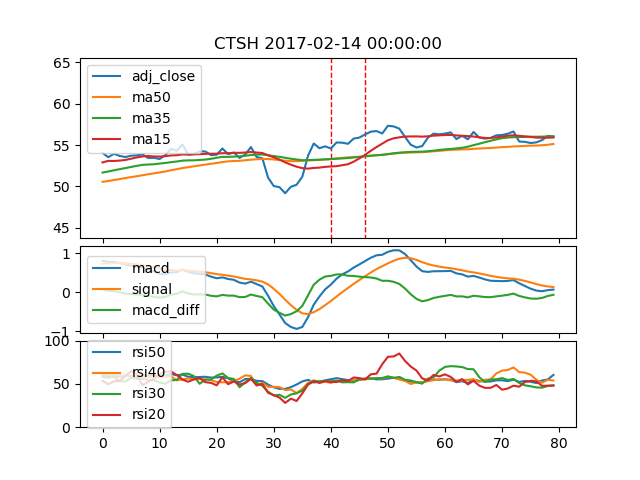 CTSH 2017-02-14 00:00:00
65
60
55
50
45
adj_close
ma50
ma35
ma15
1
0
−1
macd
signal
macd_diff
100
50
0
rsi50
rsi40
rsi30
rsi20
0 10 20 30 40 50 60 70 80